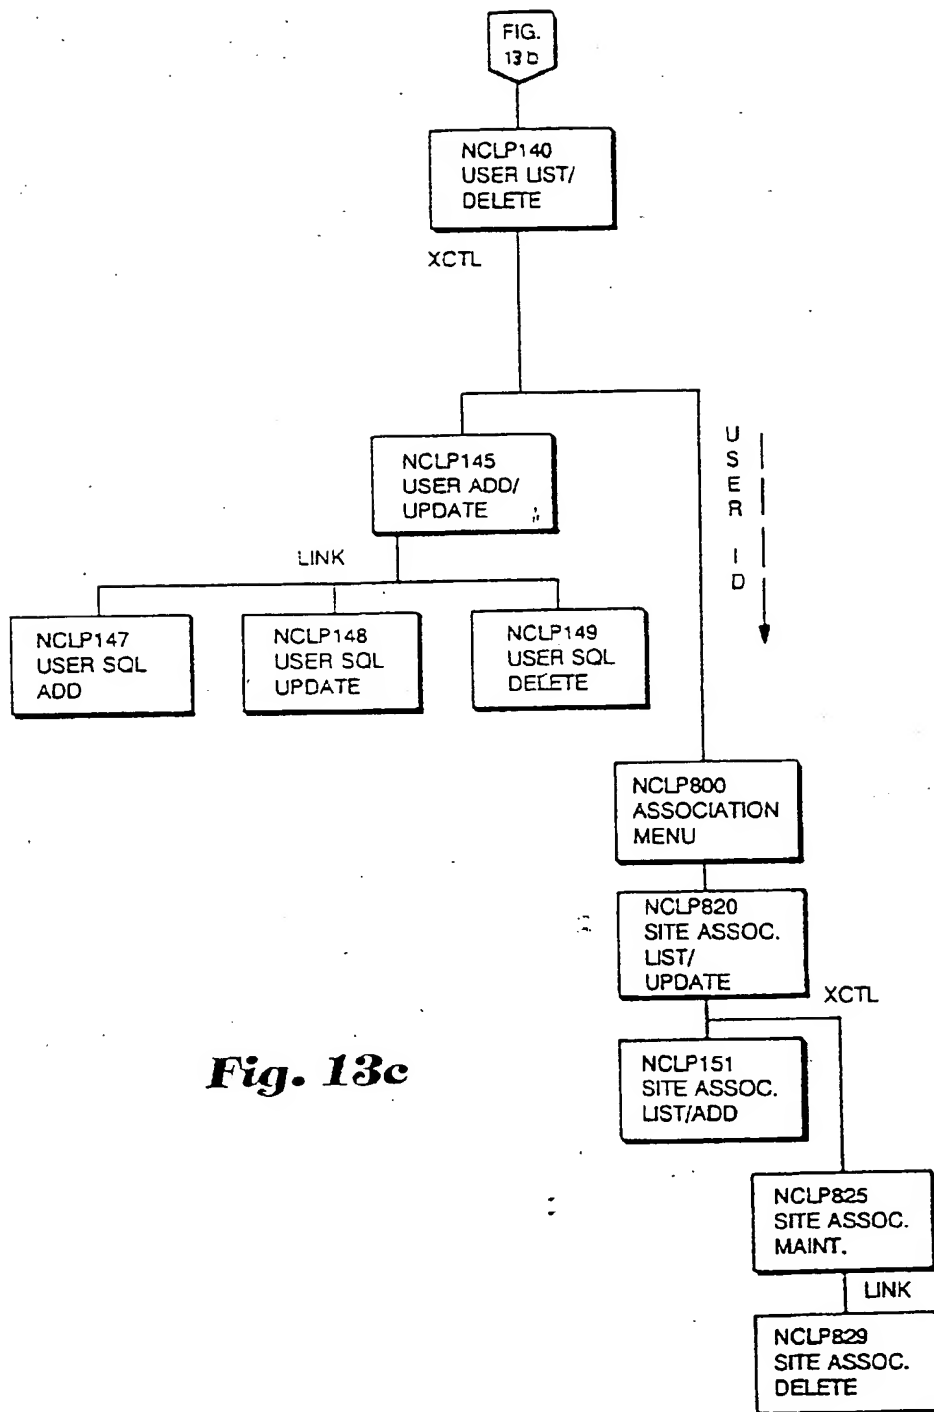 FIG.
13b
NCLP140
USER LIST/
DELETE
XCTL
NCLP145
USER ADD/
UPDATE
USER ID
LINK
NCLP147
USER SQL
ADD
NCLP148
USER SQL
UPDATE
NCLP149
USER SQL
DELETE
NCLP800
ASSOCIATION
MENU
NCLP820
SITE ASSOC.
LIST/
UPDATE
XCTL
NCLP151
SITE ASSOC.
LIST/ADD
Fig. 13c
NCLP825
SITE ASSOC.
MAINT.
LINK
NCLP829
SITE ASSOC.
DELETE